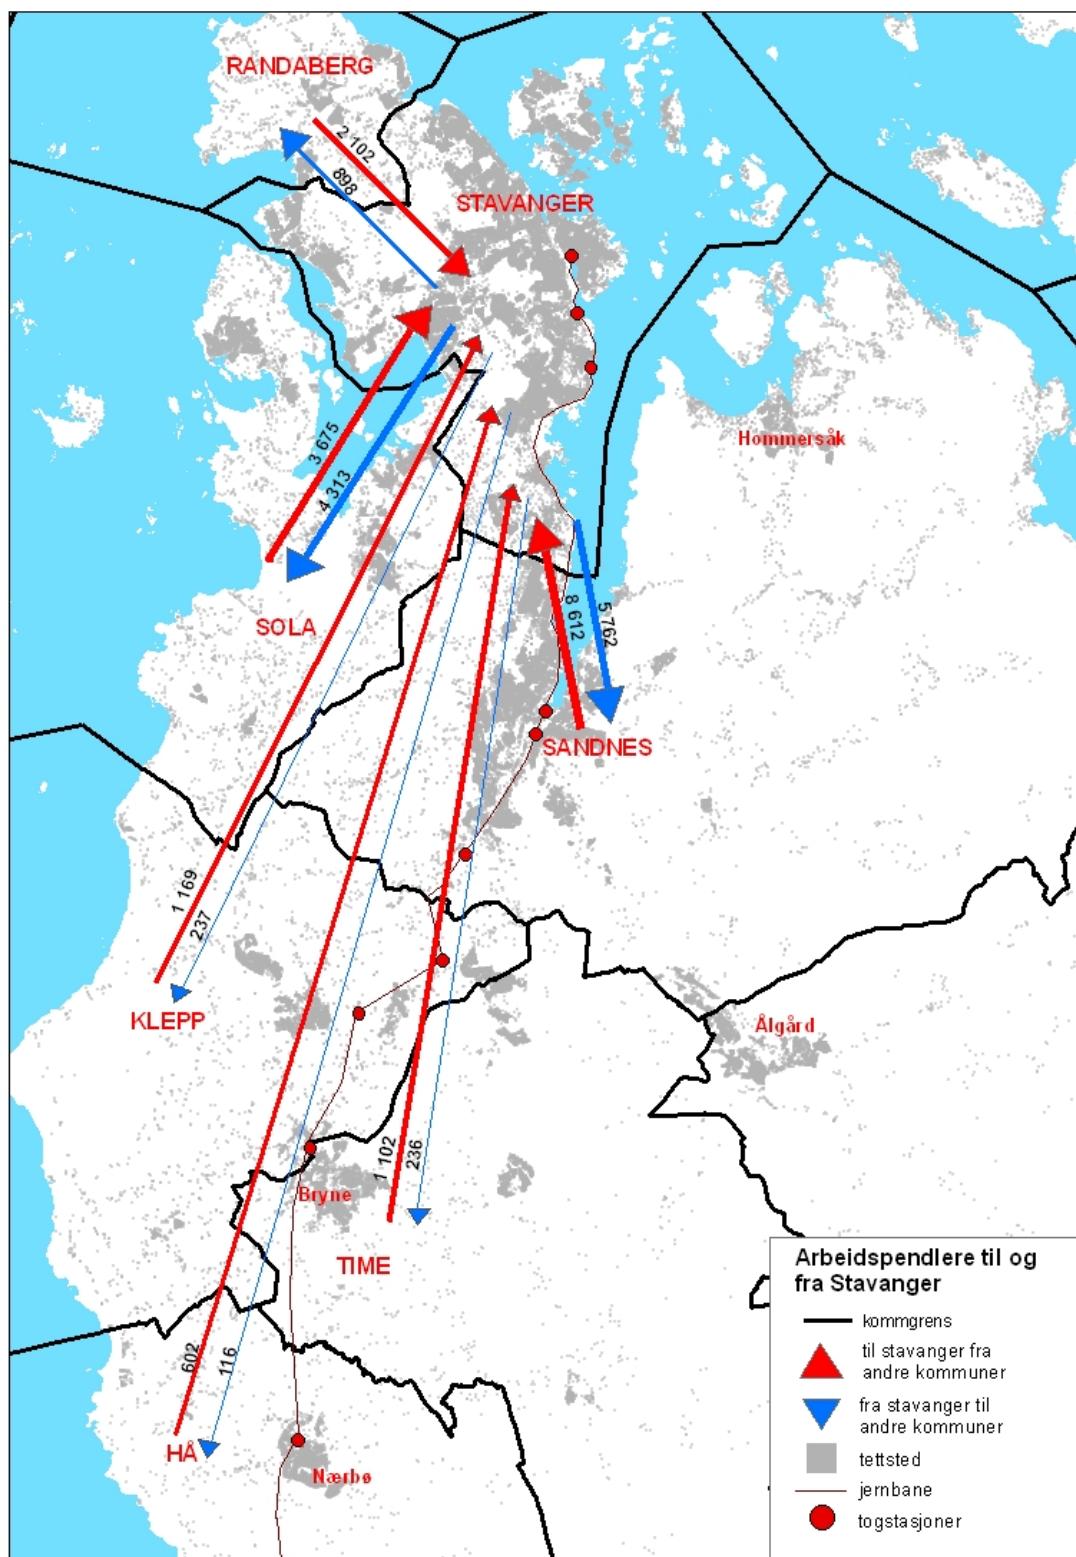 RANDABERG
2 102
898
STAVANGER
Hommersåk
3 675
4 313
SOLA
8 612
5 762
SANDNES
1 169
237
KLEPP
Ålgård
1 102
236
Bryne
TIME
602
116
HÅ
Nærbø
Arbeidspendlere til og
fra Stavanger
kommgrens
til stavanger fra
andre kommuner
fra stavanger til
andre kommuner
tettsted
jernbane
togstasjoner